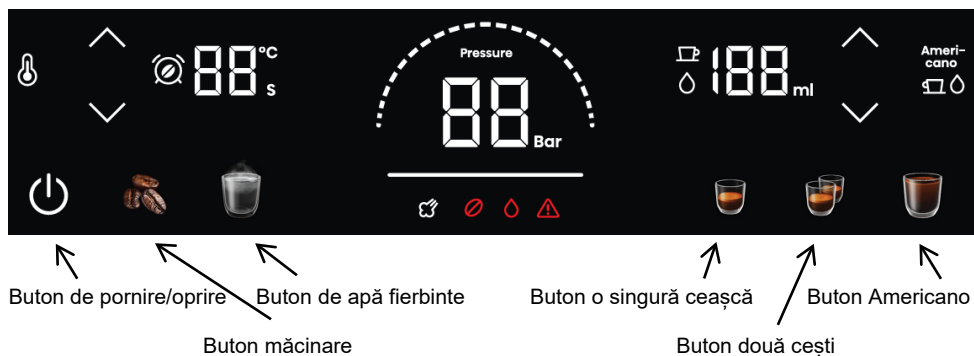 Pressure
88 °C
s
88 Bar
188 ml
Ameri-
cano
Buton de pornire/oprire
Buton de apă fierbinte
Buton o singură ceașcă
Buton Americano
Buton măcinare
Buton două cești